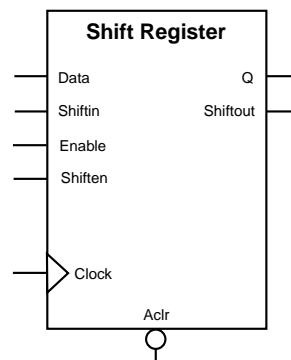 Shift Register
Data
Q
Shiftin
Shiftout
Enable
Shiften
Clock
Aclr